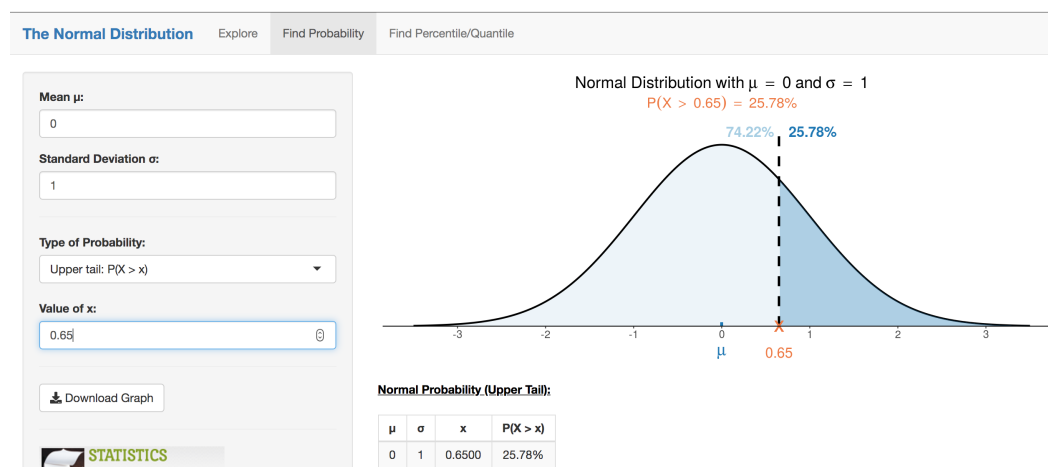 The Normal Distribution Explore Find Probability Find Percentile/Quantile
Mean μ:
0
Standard Deviation σ:
1
Type of Probability:
Upper tail: P(X > x)
Value of x:
0.65
Download Graph
STATISTICS
Normal Distribution with μ = 0 and σ = 1
P(X > 0.65) = 25.78%
74.22% 25.78%
-3 -2 -1 0 1 2 3
μ 0.65
Normal Probability (Upper Tail):
μ σ x P(X > x)
0 1 0.6500 25.78%